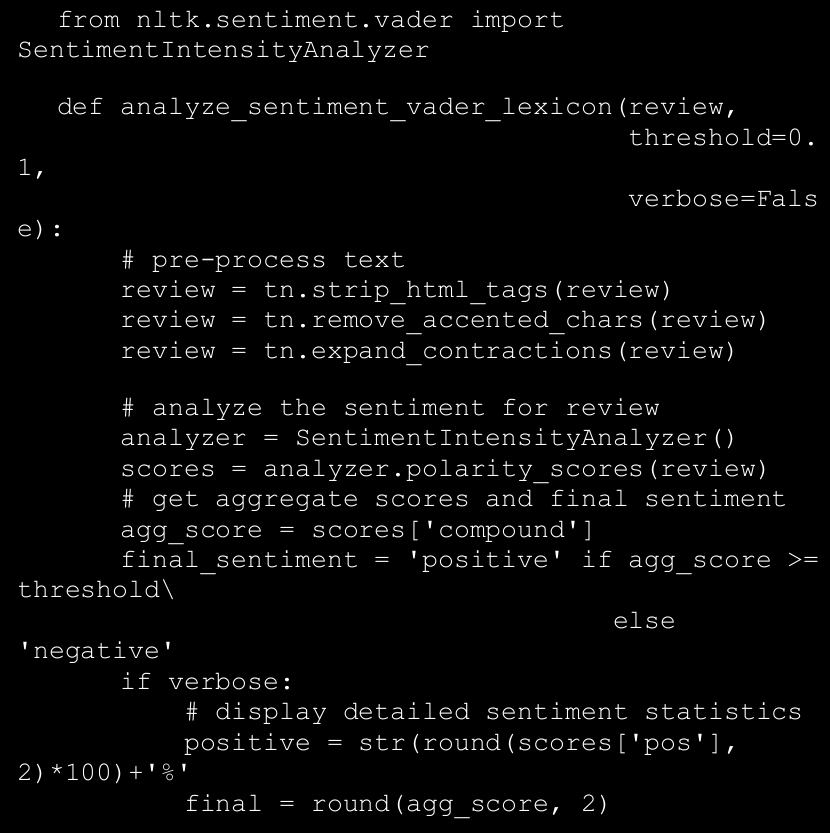 from nltk.sentiment.vader import
SentimentIntensityAnalyzer
def analyze_sentiment_vader_lexicon(review,
threshold=0.
1,
verbose=Fals
e):
# pre-process text
review = tn.strip_html_tags(review)
review = tn.remove_accented_chars(review)
review = tn.expand_contractions(review)
# analyze the sentiment for review
analyzer = SentimentIntensityAnalyzer()
scores = analyzer.polarity_scores(review)
# get aggregate scores and final sentiment
agg_score = scores['compound']
final_sentiment = 'positive' if agg_score >=
threshold\
else
'negative'
if verbose:
# display detailed sentiment statistics
positive = str(round(scores['pos'],
2)*100)+'%'
final = round(agg_score, 2)